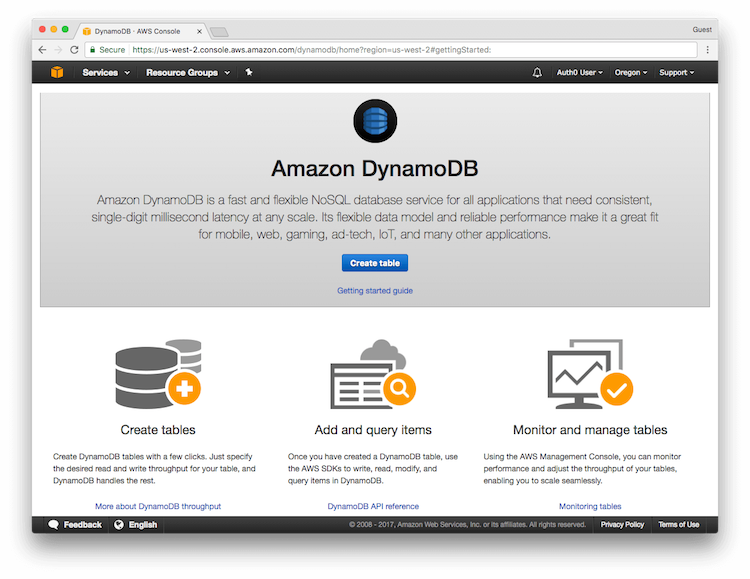 DynamoDB · AWS Console
Guest
Secure https://us-west-2.console.aws.amazon.com/dynamodb/home?region=us-west-2#gettingStarted:
Services Resource Groups Auth0 User Oregon Support
Amazon DynamoDB
Amazon DynamoDB is a fast and flexible NoSQL database service for all applications that need consistent,
single-digit millisecond latency at any scale. Its flexible data model and reliable performance make it a great fit
for mobile, web, gaming, ad-tech, IoT, and many other applications.
Create table
Getting started guide
Create tables
Create DynamoDB tables with a few clicks. Just specify
the desired read and write throughput for your table, and
DynamoDB handles the rest.
More about DynamoDB throughput
Add and query items
Once you have created a DynamoDB table, use
the AWS SDKs to write, read, modify, and
query items in DynamoDB.
DynamoDB API reference
Monitor and manage tables
Using the AWS Management Console, you can monitor
performance and adjust the throughput of your tables,
enabling you to scale seamlessly.
Monitoring tables
Feedback English © 2008 - 2017, Amazon Web Services, Inc. or its affiliates. All rights reserved. Privacy Policy Terms of Use